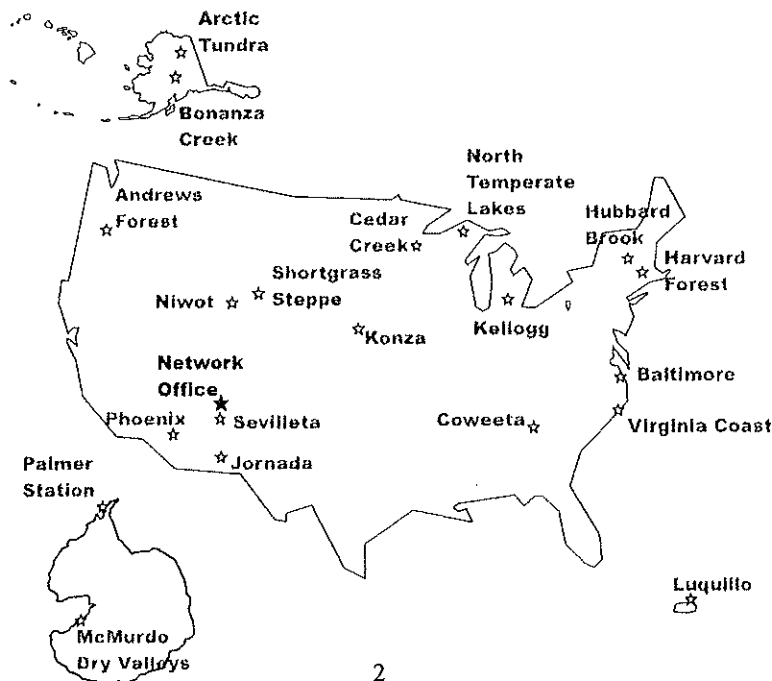 Arctic
Tundra
Bonanza
Creek
North
Temperate
Lakes
Andrews
Forest
Cedar
Creek
Hubbard
Brook
Harvard
Forest
Shortgrass
Steppe
Niwot
Kellogg
Konza
Network
Office
Baltimore
Phoenix
Sevilleta
Coweeta
Virginia Coast
Jornada
Palmer
Station
Luquillo
McMurdo
Dry Valleys
2